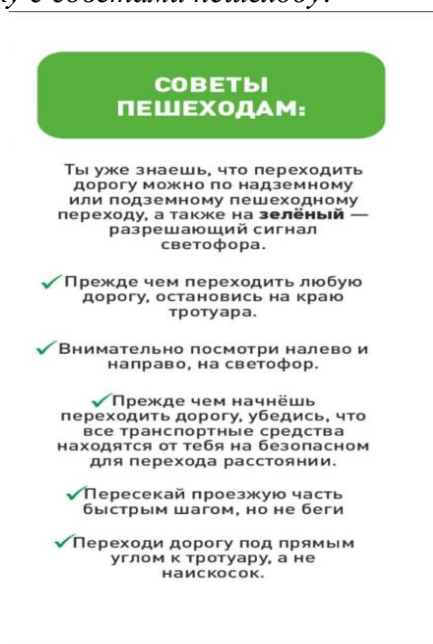 с советами пешеходу.
СОВЕТЫ
ПЕШЕХОДАМ:
Ты уже знаешь, что переходить
дорогу можно по надземному
или подземному пешеходному
переходу, а также на зелёный —
разрешающий сигнал
светофора.
Прежде чем переходить любую
дорогу, остановись на краю
тротуара.
Внимательно посмотри налево и
направо, на светофор.
Прежде чем начнёшь
переходить дорогу, убедись, что
все транспортные средства
находятся от тебя на безопасном
для перехода расстоянии.
Пересекай проезжую часть
быстрым шагом, но не беги
Переходи дорогу под прямым
углом к тротуару, а не
наискосок.